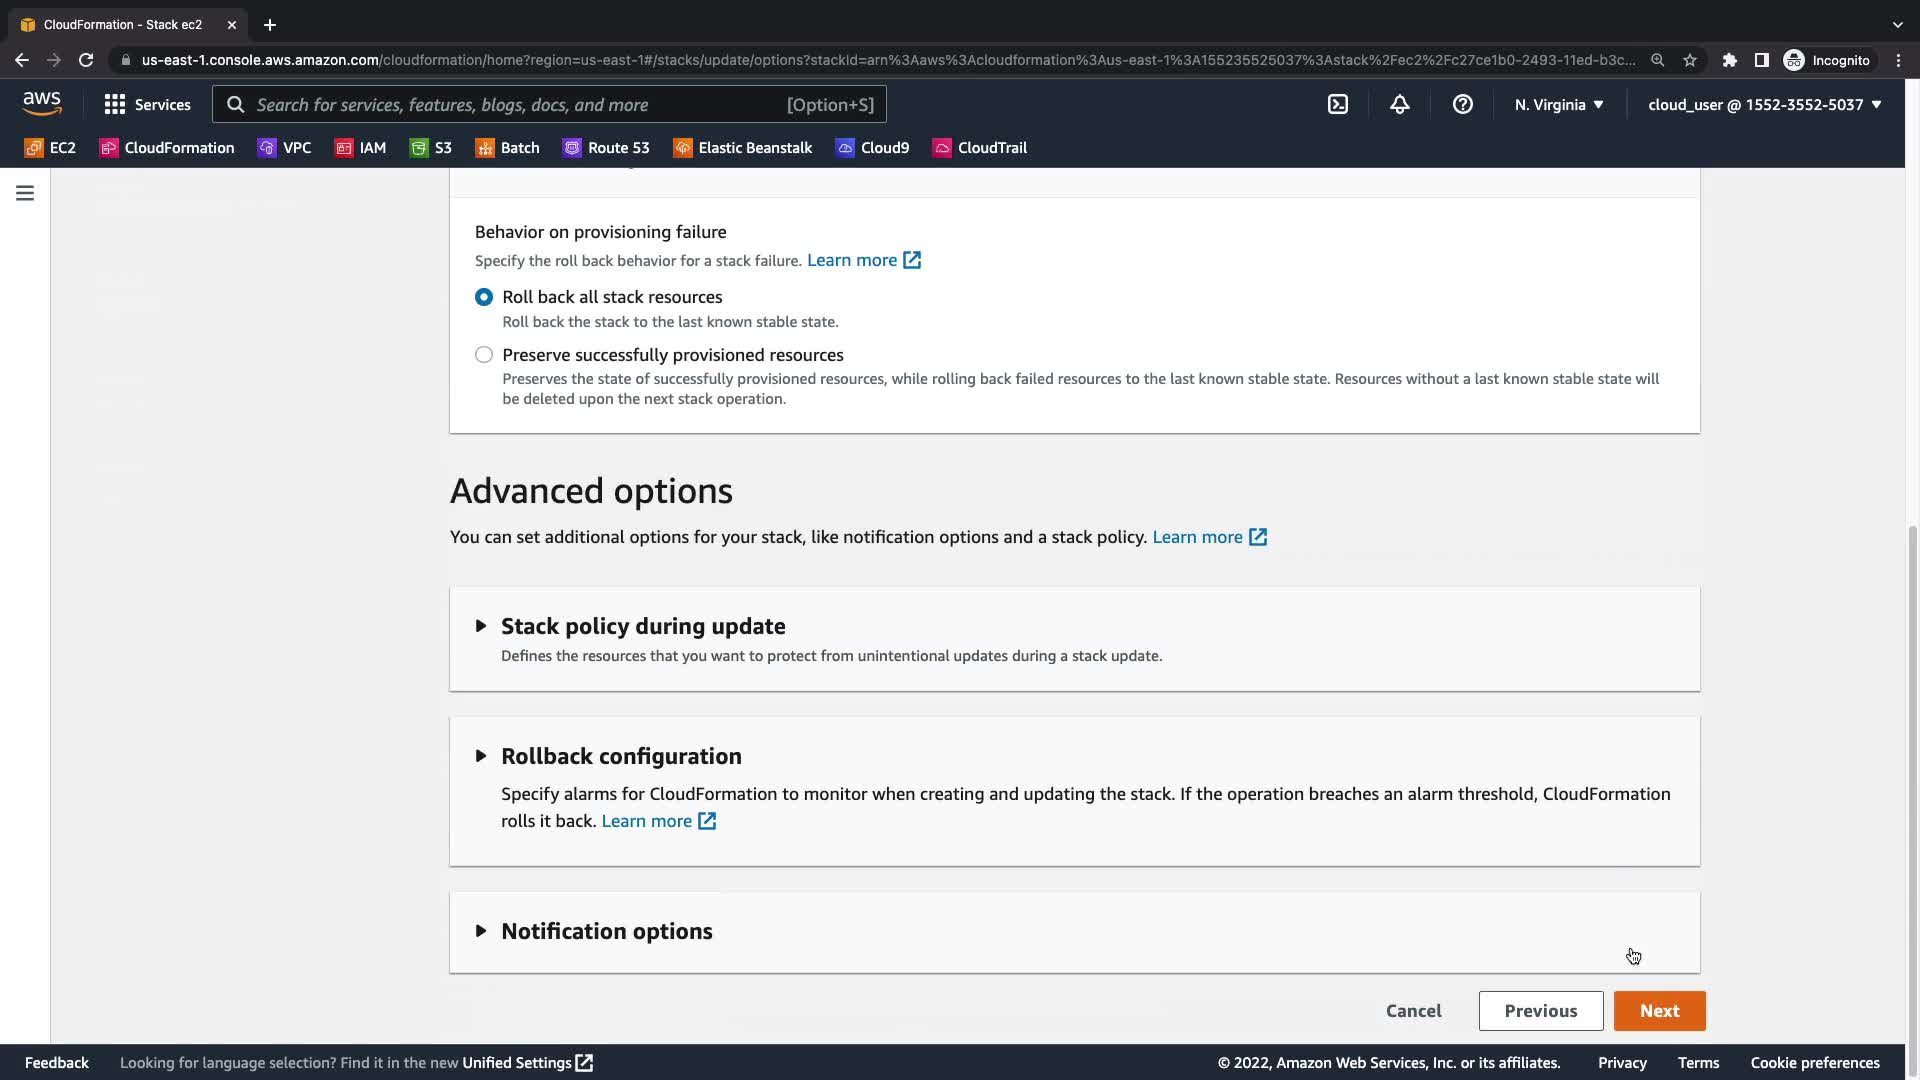 CloudFormation - Stack ec2
us-east-1.console.aws.amazon.com/cloudformation/home?region=us-east-1#/stacks/update/options?stackId=arn%3Aaws%3Acloudformation%3Aus-east-1%3A155235525037%3Astack%2Fec2%2Fc27ce1b0-2493-11ed-b3c...
Incognito
aws
Services
Search for services, features, blogs, docs, and more
[Option+S]
N. Virginia
cloud_user @ 1552-3552-5037
EC2
CloudFormation
VPC
IAM
S3
Batch
Route 53
Elastic Beanstalk
Cloud9
CloudTrail
Behavior on provisioning failure
Specify the roll back behavior for a stack failure. Learn more
Roll back all stack resources
Roll back the stack to the last known stable state.
Preserve successfully provisioned resources
Preserves the state of successfully provisioned resources, while rolling back failed resources to the last known stable state. Resources without a last known stable state will
be deleted upon the next stack operation.
Advanced options
You can set additional options for your stack, like notification options and a stack policy. Learn more
Stack policy during update
Defines the resources that you want to protect from unintentional updates during a stack update.
Rollback configuration
Specify alarms for CloudFormation to monitor when creating and updating the stack. If the operation breaches an alarm threshold, CloudFormation
rolls it back. Learn more
Notification options
Cancel
Previous
Next
Feedback
Looking for language selection? Find it in the new Unified Settings
© 2022, Amazon Web Services, Inc. or its affiliates.
Privacy
Terms
Cookie preferences